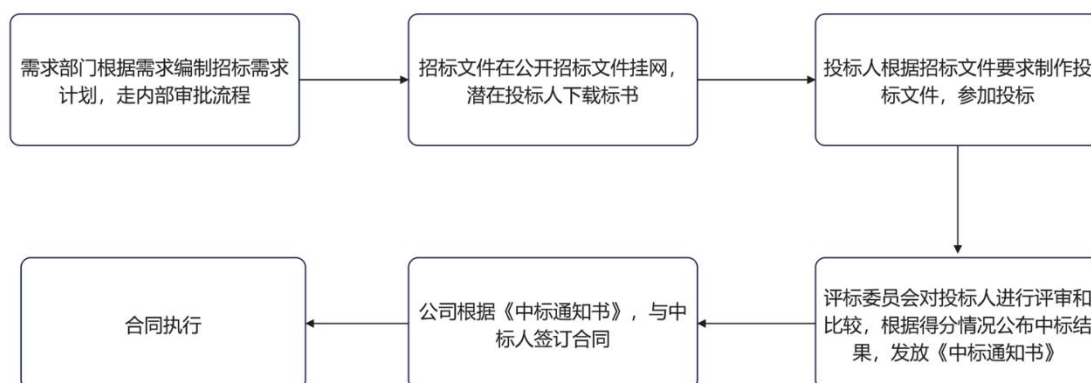 需求部门根据需求编制招标需求
计划，走内部审批流程
招标文件在公开招标文件挂网，
潜在投标人下载标书
投标人根据招标文件要求制作投
标文件，参加投标
评标委员会对投标人进行评审和
比较，根据得分情况公布中标结
果，发放《中标通知书》
公司根据《中标通知书》，与中
标人签订合同
合同执行